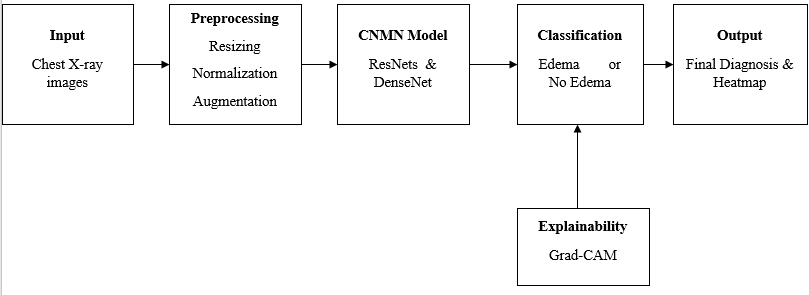 Input
Chest X-ray
images
Preprocessing
Resizing
Normalization
Augmentation
CNMN Model
ResNets & 
DenseNet
Classification
Edema or
No Edema
Output
Final Diagnosis &
Heatmap
Explainability
Grad-CAM